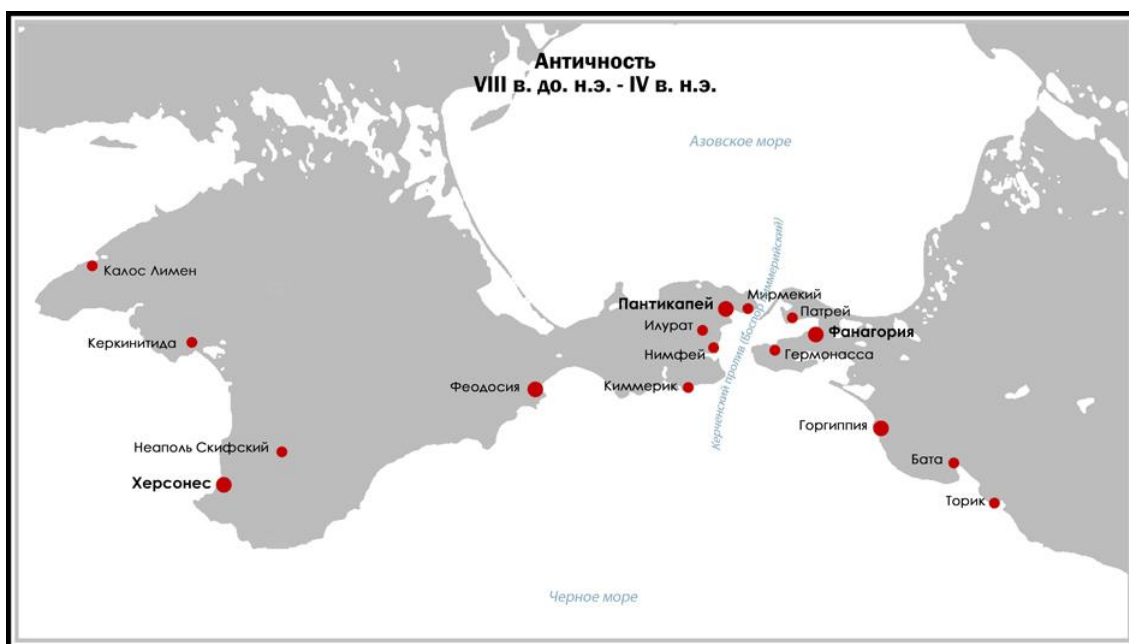 Античность
VIII в. до. н.э. - IV в. н.э.
Азовское море
Калос Лимен
Керкинитида
Неаполь Скифский
Херсонес
Феодосия
Пантикапей
Мирмекий
Илурат
Нимфей
Киммерик
Керченский пролив (Боспор Киммерийский)
Патрей
Фанагория
Гермонасса
Горгиппия
Бата
Торик
Черное море